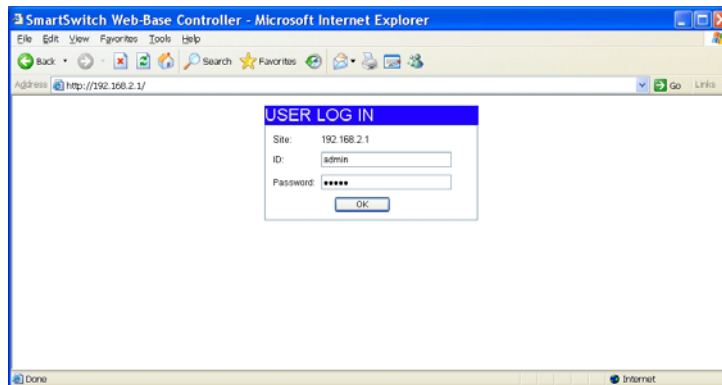 SmartSwitch Web-Base Controller - Microsoft Internet Explorer
File Edit View Favorites Tools Help
Back Search Favorites
Address http://192.168.2.1/ Go Links
USER LOG IN
Site: 192.168.2.1
ID: admin
Password: •••••
OK
Done Internet